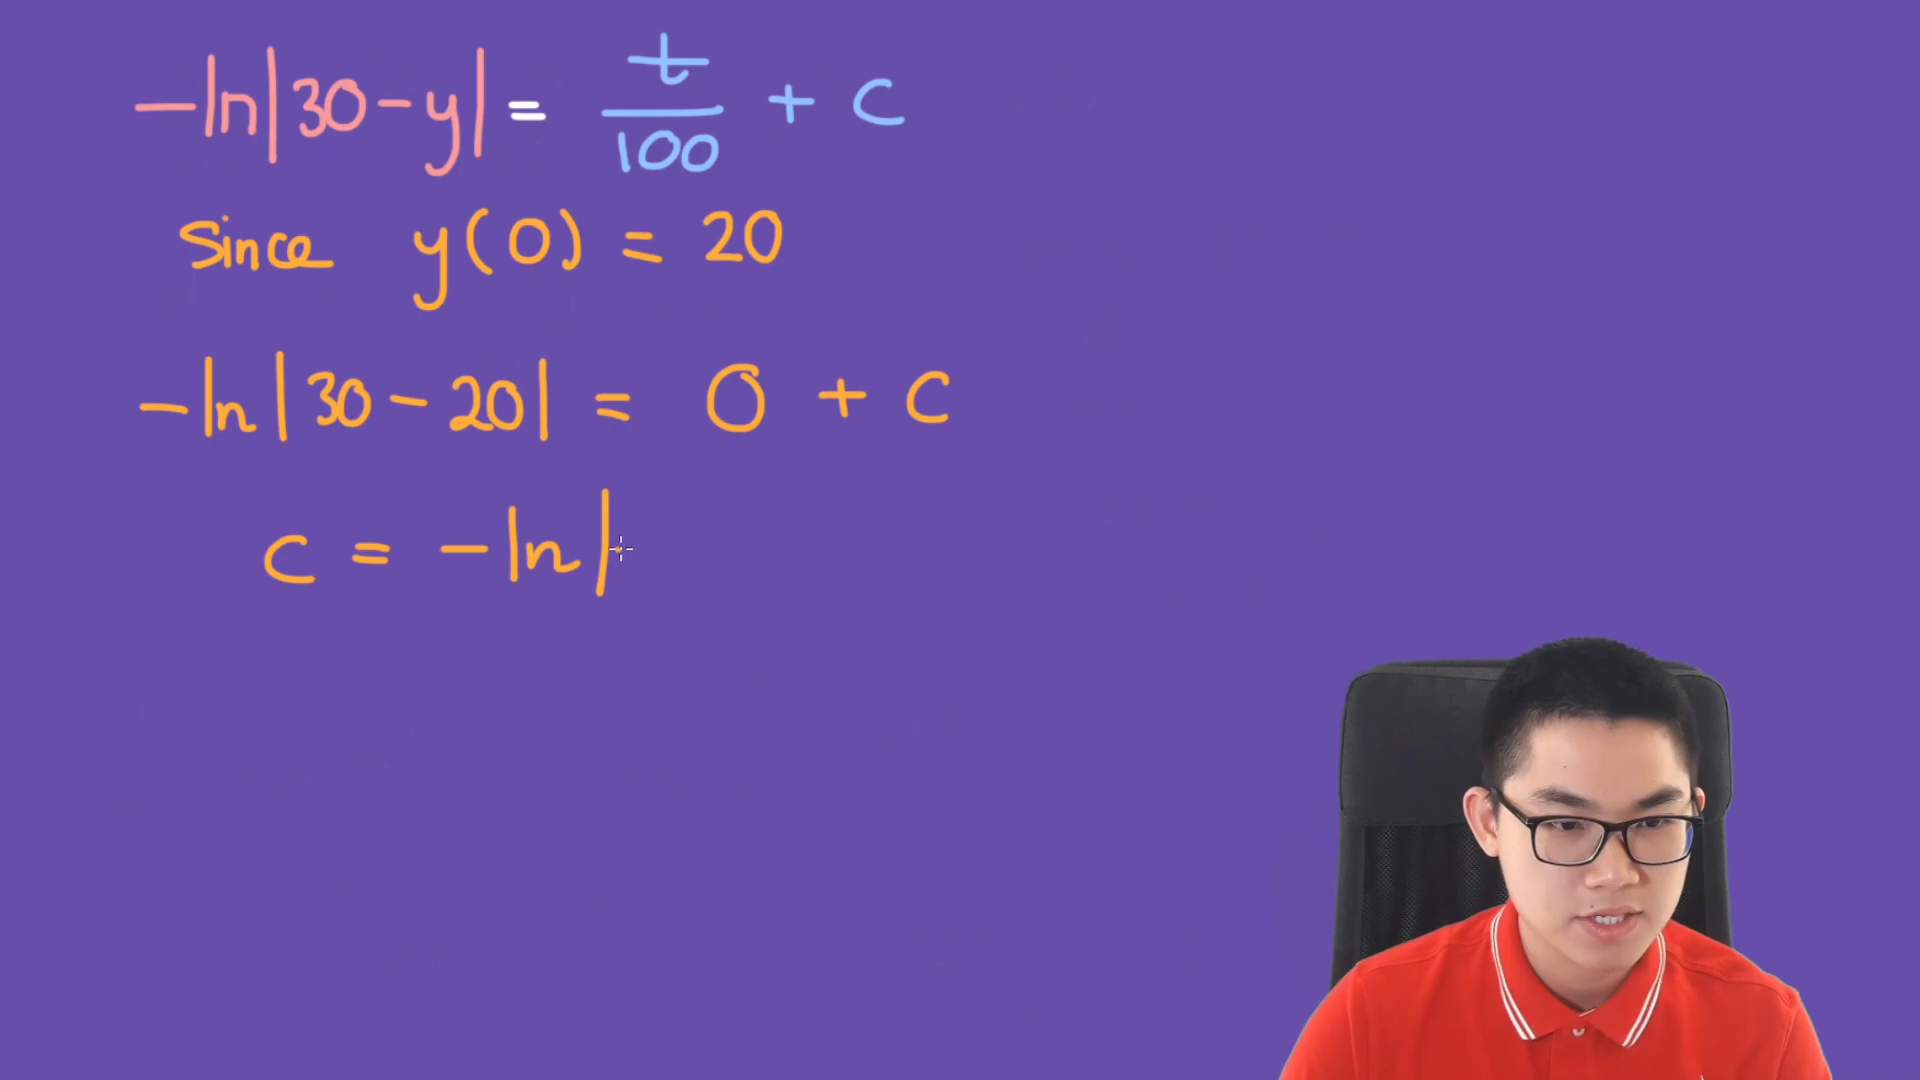 -ln|30-y| = t/100 + c
Since y(0) = 20
-ln|30-20| = 0 + c
c = -ln|